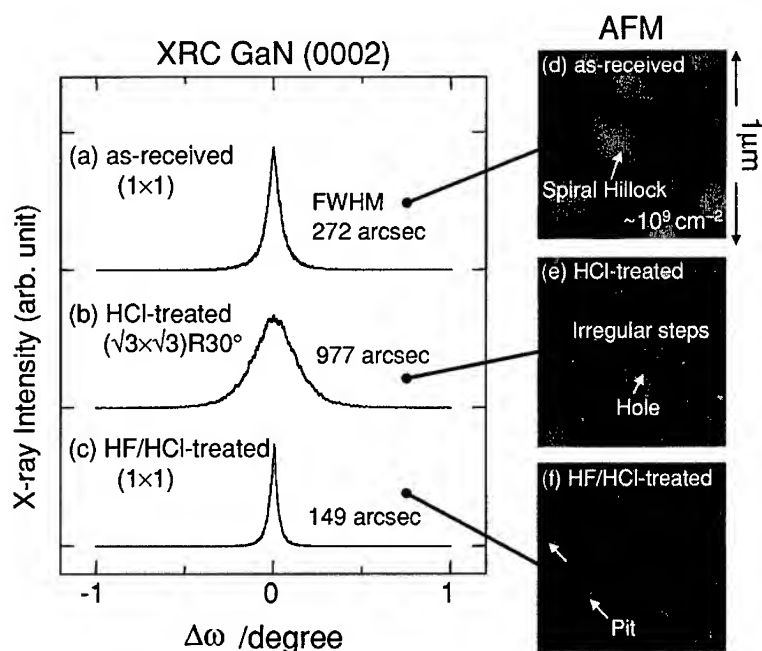 XRC GaN (0002)
(a) as-received
(1×1)
FWHM
272 arcsec
(b) HCl-treated
(√3×√3)R30°
977 arcsec
(c) HF/HCl-treated
(1×1)
149 arcsec
X-ray Intensity (arb. unit)
-1
0
1
Δω /degree
AFM
(d) as-received
Spiral Hillock
~10⁹ cm⁻²
1μm
(e) HCl-treated
Irregular steps
Hole
(f) HF/HCl-treated
Pit